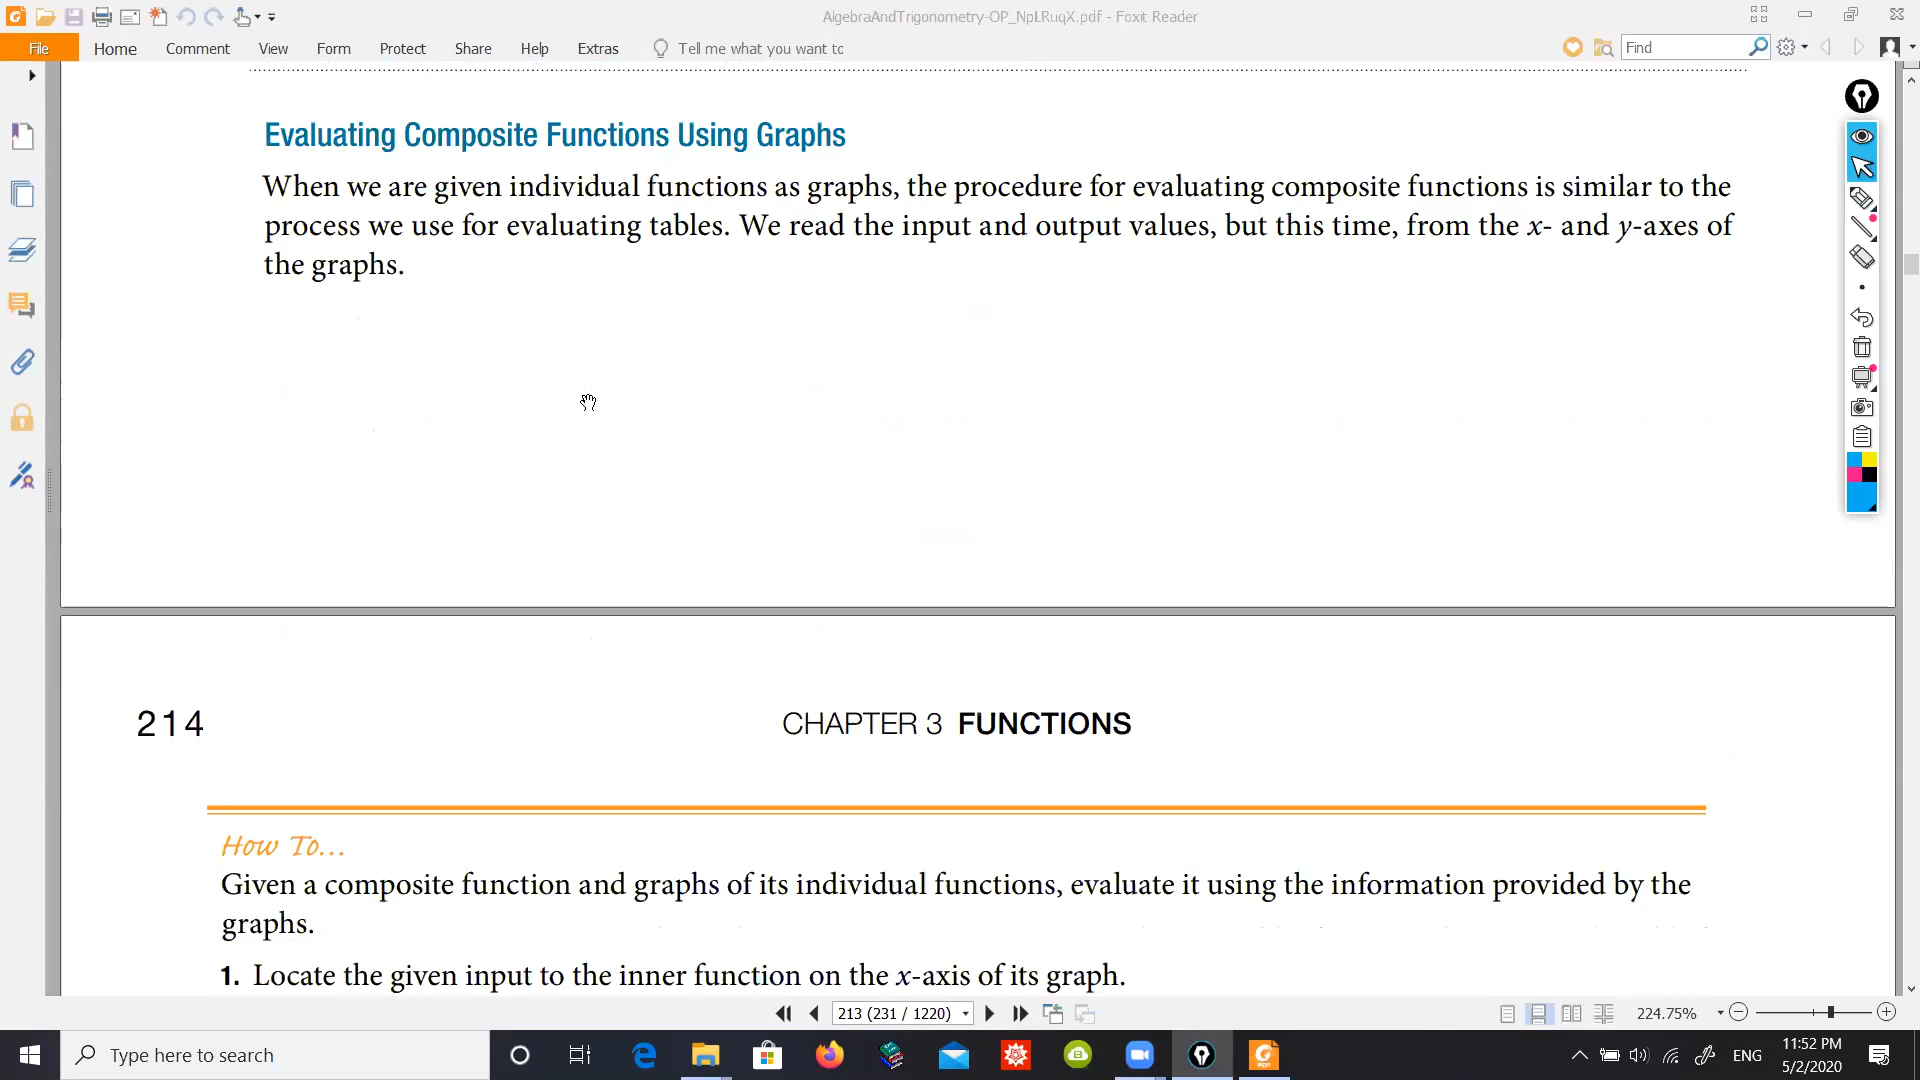 AlgebraAndTrigonometry-OP_NpLRuqX.pdf - Foxit Reader
File Home Comment View Form Protect Share Help Extras Tell me what you want to Find
Evaluating Composite Functions Using Graphs
When we are given individual functions as graphs, the procedure for evaluating composite functions is similar to the
process we use for evaluating tables. We read the input and output values, but this time, from the x- and y-axes of
the graphs.
214 CHAPTER 3 FUNCTIONS
How To...
Given a composite function and graphs of its individual functions, evaluate it using the information provided by the
graphs.
1. Locate the given input to the inner function on the x-axis of its graph.
213 (231 / 1220) 224.75%
Type here to search ENG 11:52 PM
5/2/2020